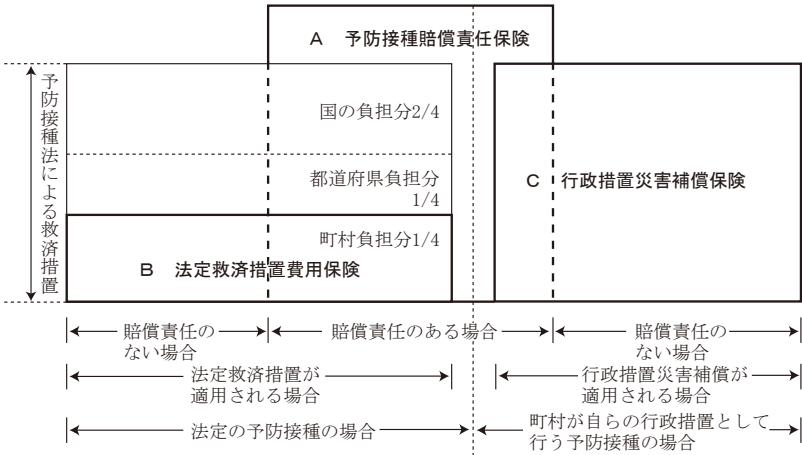 A 予防接種賠償責任保険
予防接種法による救済措置
国の負担分2/4
都道府県負担分
1/4
町村負担分1/4
B 法定救済措置費用保険
C 行政措置災害補償保険
賠償責任の
ない場合
賠償責任のある場合
賠償責任の
ない場合
法定救済措置が
適用される場合
行政措置災害補償が
適用される場合
法定の予防接種の場合
町村が自らの行政措置として
行う予防接種の場合